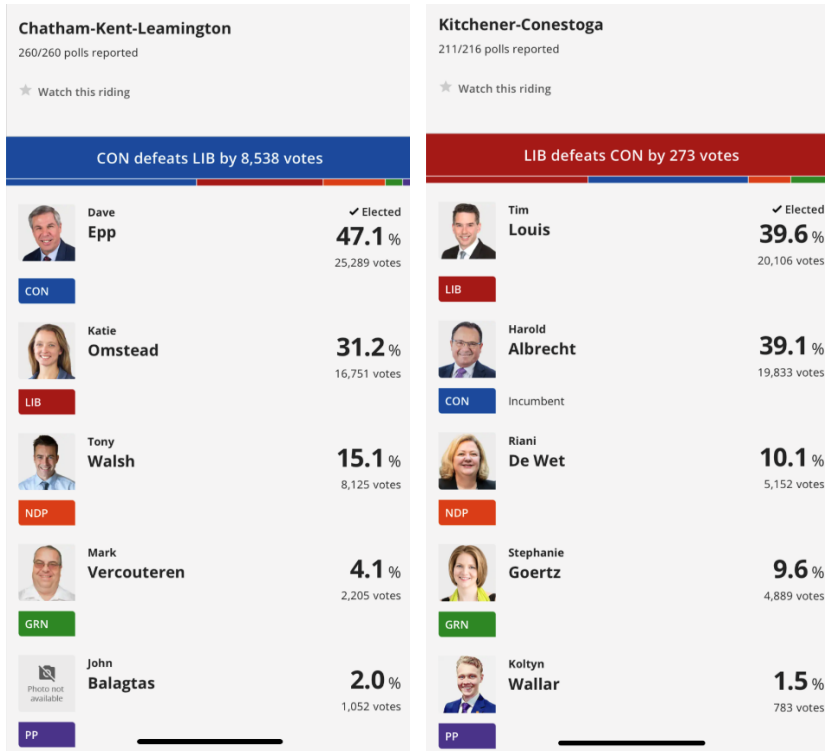 Chatham-Kent-Leamington
260/260 polls reported
Watch this riding
CON defeats LIB by 8,538 votes
Dave
Epp
✓ Elected
47.1 %
25,289 votes
CON
Katie
Omstead
31.2 %
16,751 votes
LIB
Tony
Walsh
15.1 %
8,125 votes
NDP
Mark
Vercouteren
4.1 %
2,205 votes
GRN
Photo not
available
John
Balagtas
2.0 %
1,052 votes
PP
Kitchener-Conestoga
211/216 polls reported
Watch this riding
LIB defeats CON by 273 votes
Tim
Louis
✓ Elected
39.6 %
20,106 votes
LIB
Harold
Albrecht
39.1 %
19,833 votes
CON Incumbent
Riani
De Wet
10.1 %
5,152 votes
NDP
Stephanie
Goertz
9.6 %
4,889 votes
GRN
Koltyn
Wallar
1.5 %
783 votes
PP